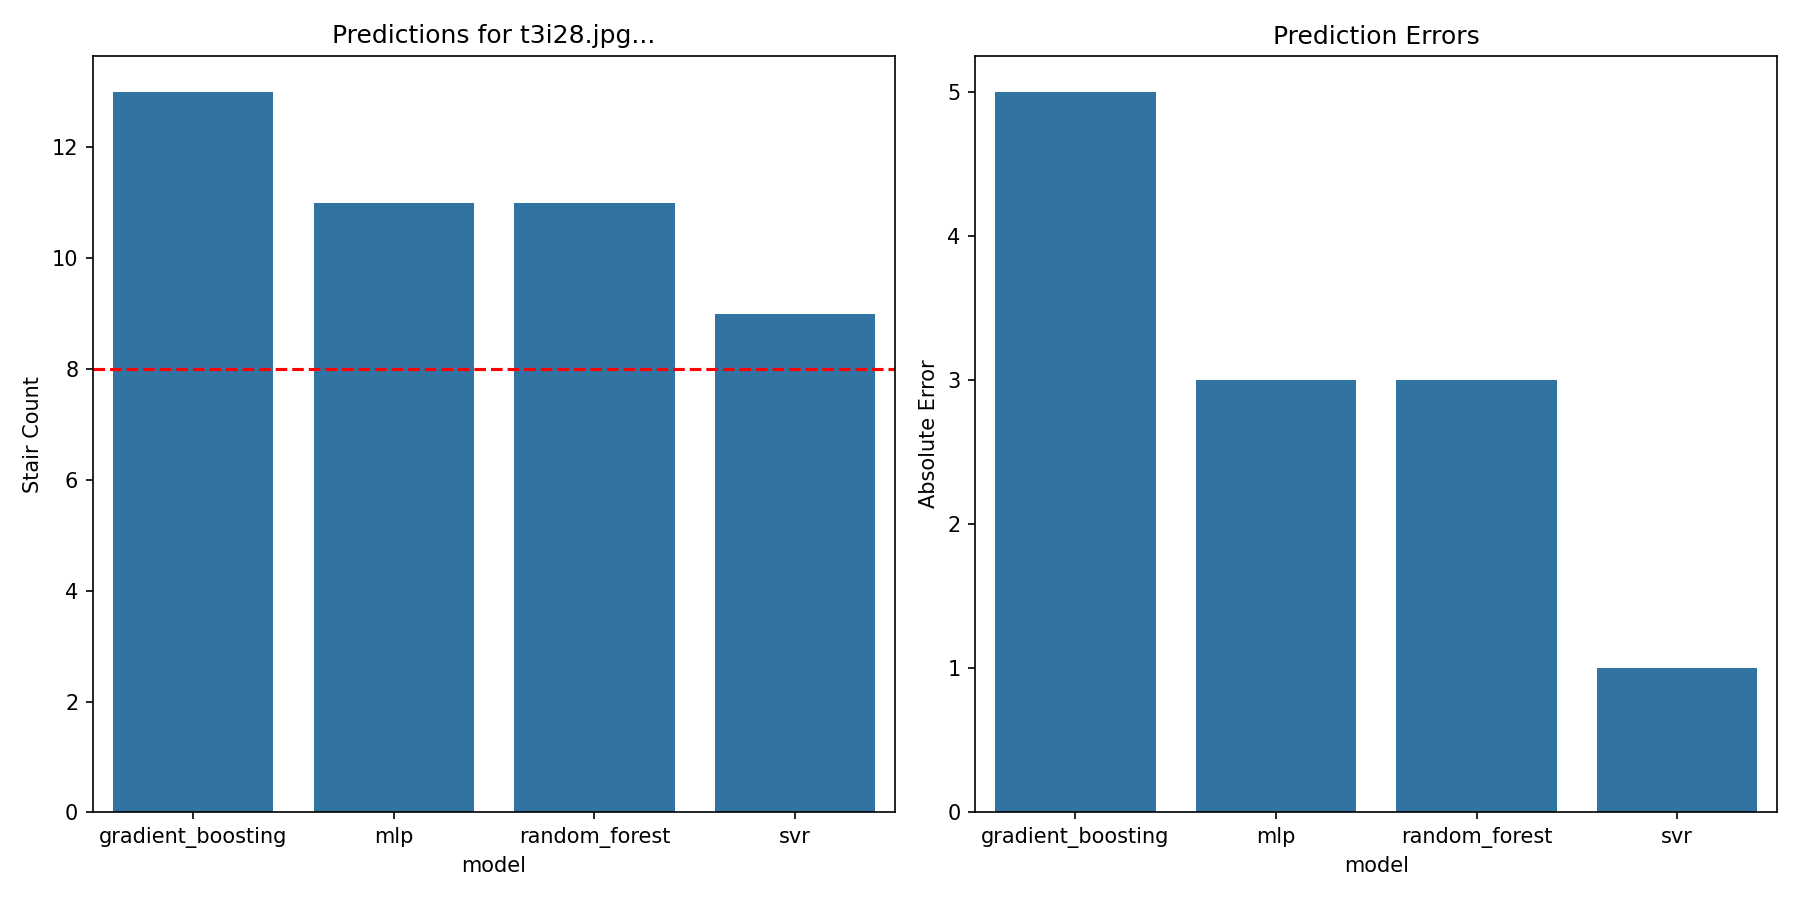 Predictions for t3i28.jpg...
12
10
8
6
4
2
0
Stair Count
gradient_boosting mlp random_forest svr
model
Prediction Errors
5
4
3
2
1
0
Absolute Error
gradient_boosting mlp random_forest svr
model